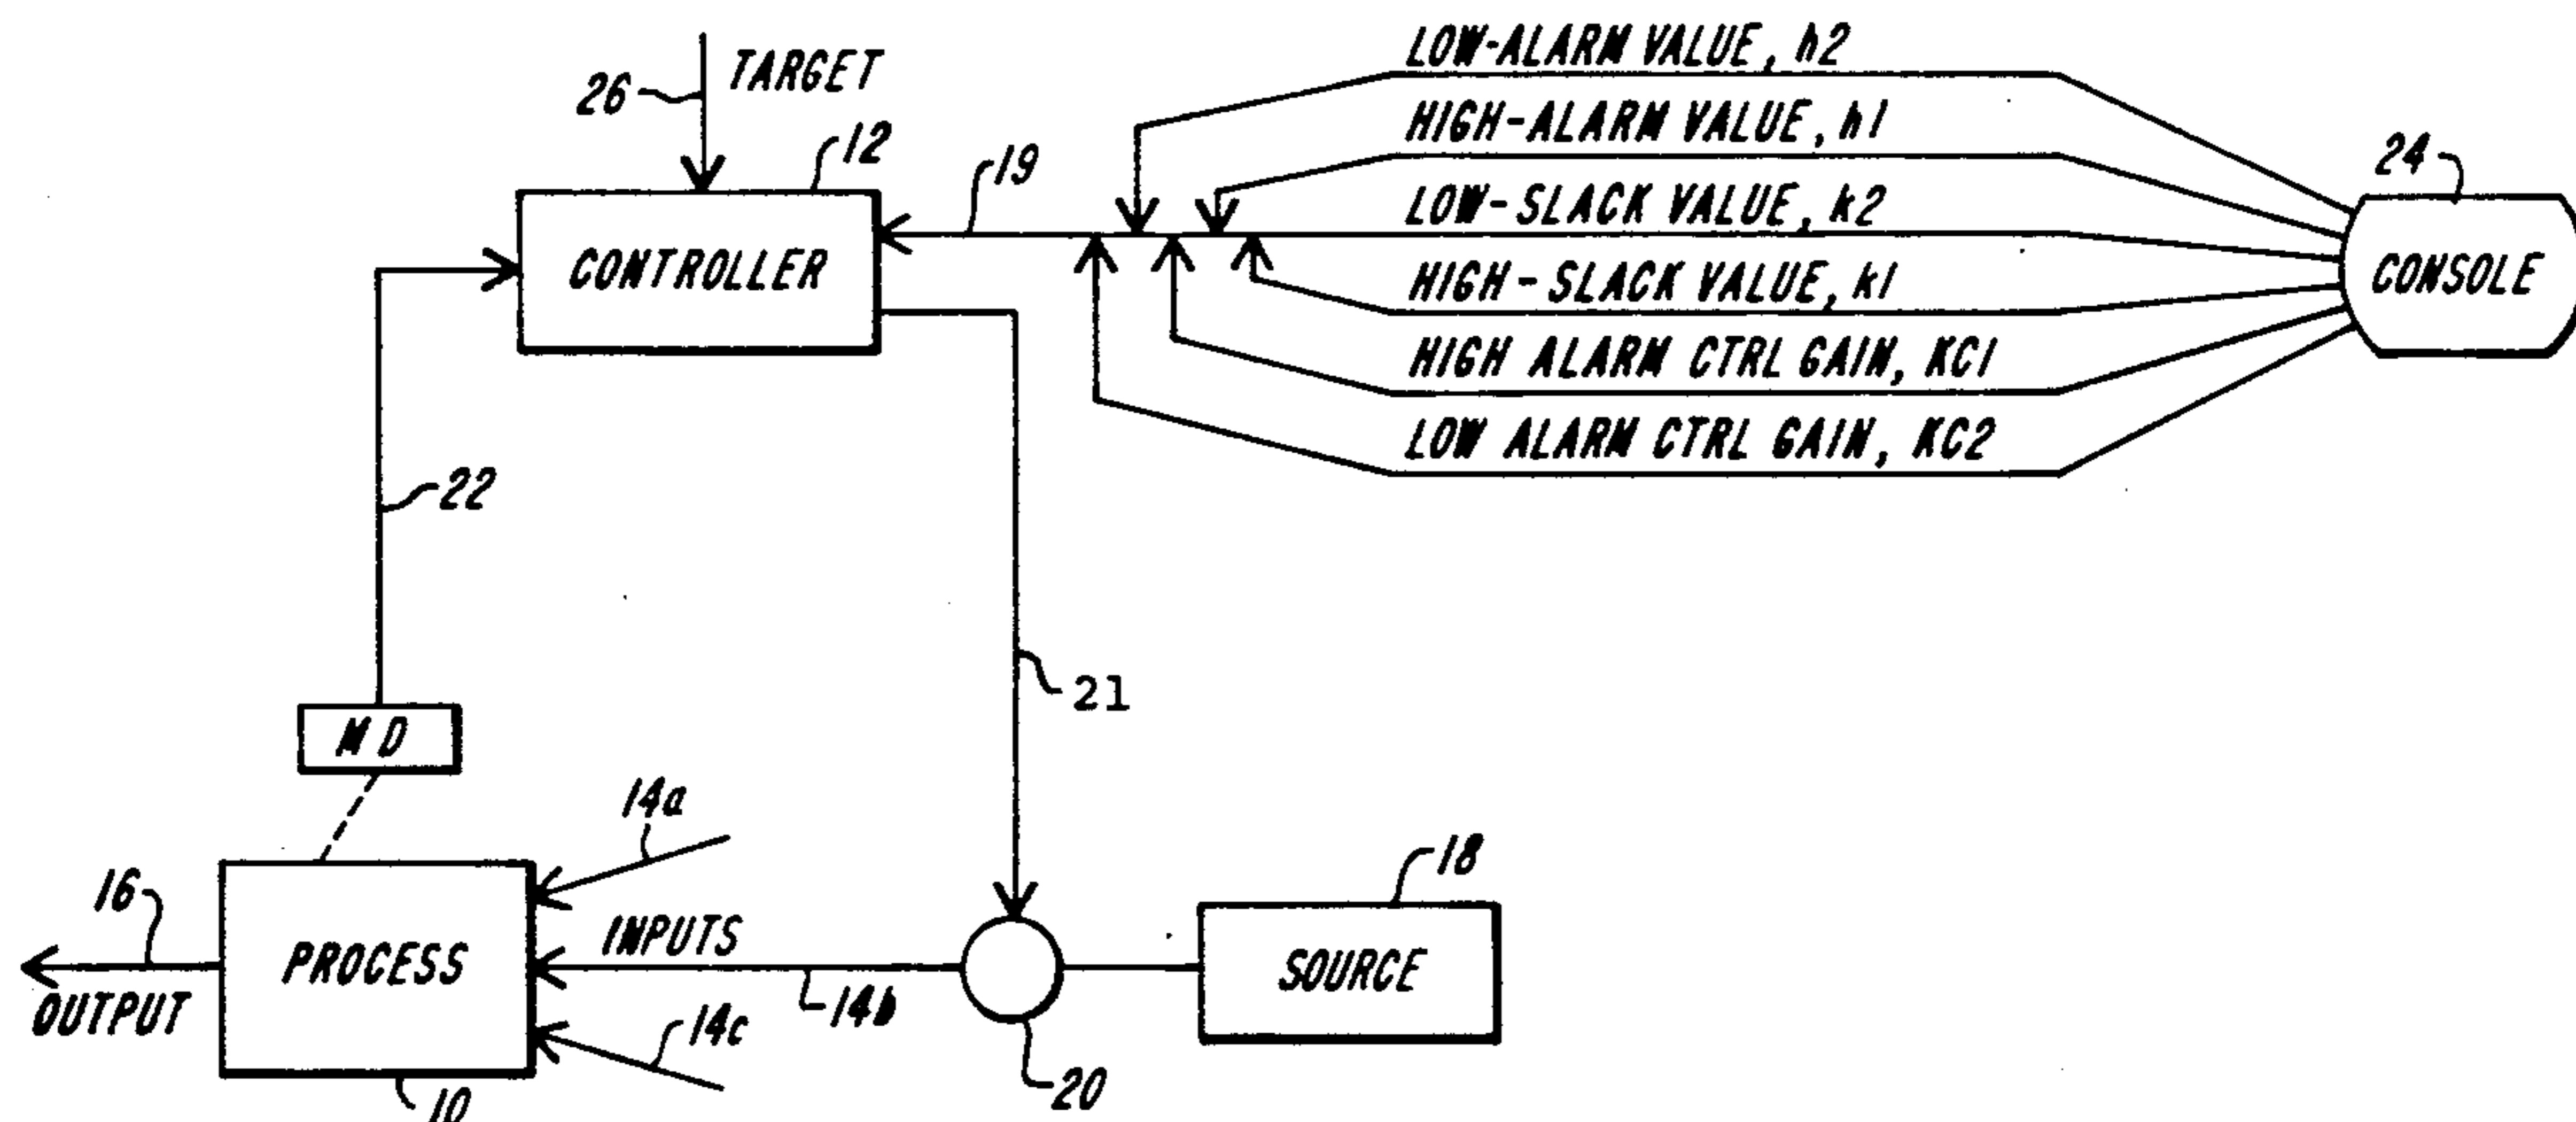 LOW-ALARM VALUE, h2
TARGET
26
HIGH-ALARM VALUE, h1
12
19
24
LOW-SLACK VALUE, k2
CONTROLLER
HIGH-SLACK VALUE, k1
CONSOLE
HIGH ALARM CTRL GAIN, KC1
LOW ALARM CTRL GAIN, KC2
22
21
MD
14a
18
16
INPUTS
PROCESS
SOURCE
OUTPUT
14b
14c
20
10